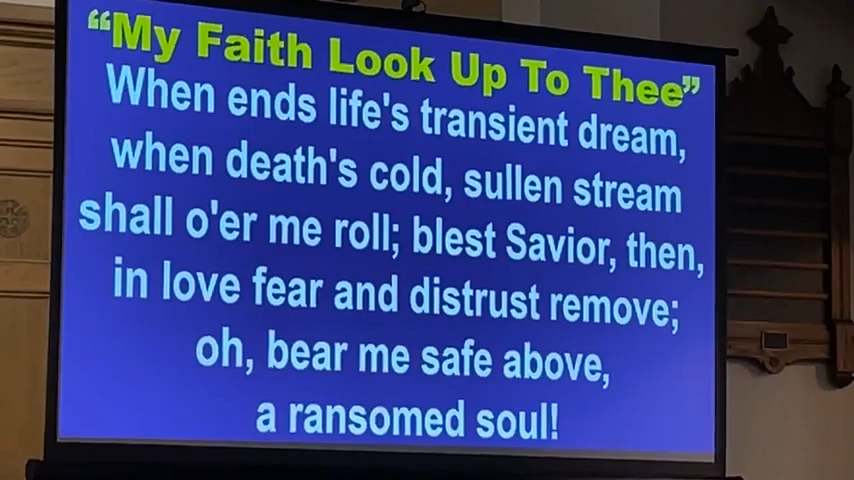 “My Faith Look Up To Thee”
When ends life's transient dream,
when death's cold, sullen stream
shall o'er me roll; blest Savior, then,
in love fear and distrust remove;
oh, bear me safe above,
a ransomed soul!